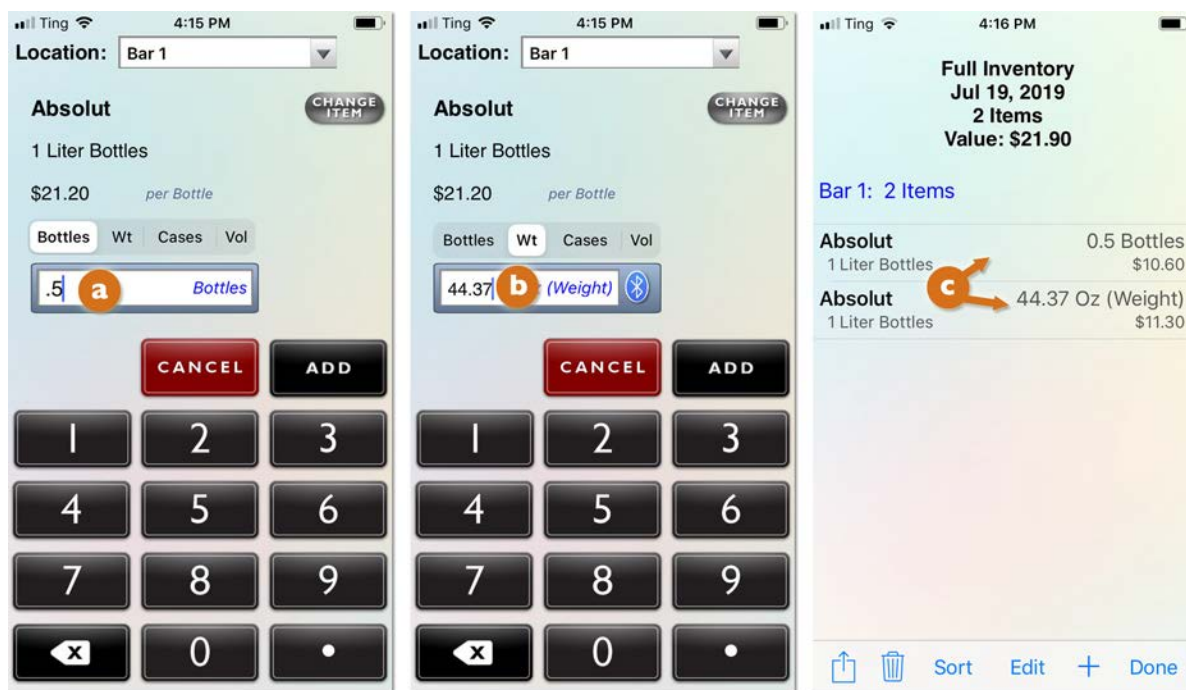 Ting 4:15 PM
Location: Bar 1
Absolut
CHANGE
ITEM
1 Liter Bottles
$21.20 per Bottle
Bottles Wt Cases Vol
.5 a Bottles
CANCEL ADD
1 2 3
4 5 6
7 8 9
X 0 •
Ting 4:15 PM
Location: Bar 1
Absolut
CHANGE
ITEM
1 Liter Bottles
$21.20 per Bottle
Bottles Wt Cases Vol
44.37 b (Weight)
CANCEL ADD
1 2 3
4 5 6
7 8 9
X 0 •
Ting 4:16 PM
Full Inventory
Jul 19, 2019
2 Items
Value: $21.90
Bar 1: 2 Items
Absolut 0.5 Bottles
1 Liter Bottles $10.60
c
Absolut 44.37 Oz (Weight)
1 Liter Bottles $11.30
Sort Edit + Done